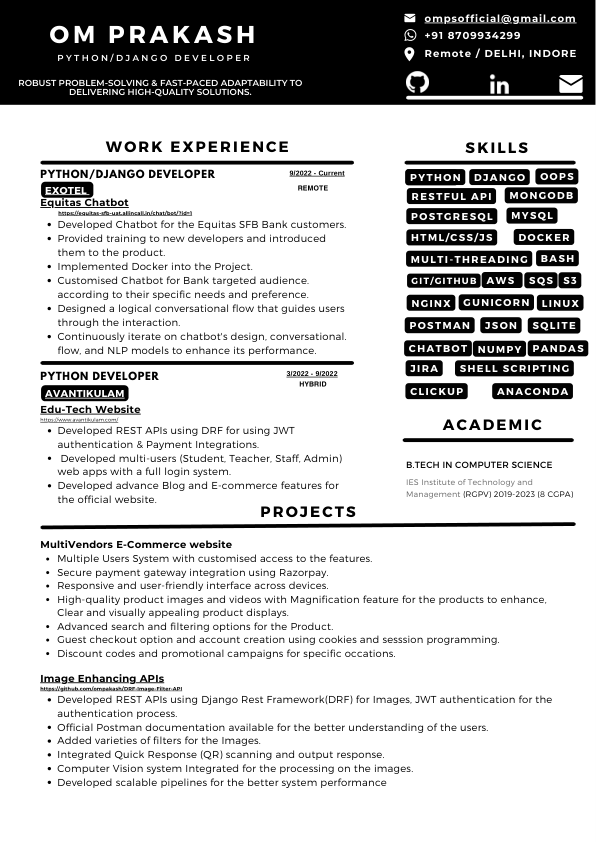 OM PRAKASH
PYTHON/DJANGO DEVELOPER
ROBUST PROBLEM-SOLVING & FAST-PACED ADAPTABILITY TO
DELIVERING HIGH-QUALITY SOLUTIONS.
ompsofficial@gmail.com
+91 8709934299
Remote / DELHI, INDORE
WORK EXPERIENCE
PYTHON/DJANGO DEVELOPER
9/2022 - Current
EXOTEL
REMOTE
Equitas Chatbot
https://equitas-sfb-uat.allincall.in/chat/bot/?id=1
• Developed Chatbot for the Equitas SFB Bank customers.
• Provided training to new developers and introduced
them to the product.
• Implemented Docker into the Project.
• Customised Chatbot for Bank targeted audience.
according to their specific needs and preference.
• Designed a logical conversational flow that guides users
through the interaction.
• Continuously iterate on chatbot's design, conversational.
flow, and NLP models to enhance its performance.
PYTHON DEVELOPER
3/2022 - 9/2022
HYBRID
AVANTIKULAM
Edu-Tech Website
https://www.avantikulam.com/
• Developed REST APIs using DRF for using JWT
authentication & Payment Integrations.
• Developed multi-users (Student, Teacher, Staff, Admin)
web apps with a full login system.
• Developed advance Blog and E-commerce features for
the official website.
SKILLS
PYTHON DJANGO OOPS
RESTFUL API MONGODB
POSTGRESQL MYSQL
HTML/CSS/JS DOCKER
MULTI-THREADING BASH
GIT/GITHUB AWS SQS S3
NGINX GUNICORN LINUX
POSTMAN JSON SQLITE
CHATBOT NUMPY PANDAS
JIRA SHELL SCRIPTING
CLICKUP ANACONDA
ACADEMIC
B.TECH IN COMPUTER SCIENCE
IES Institute of Technology and
Management (RGPV) 2019-2023 (8 CGPA)
PROJECTS
MultiVendors E-Commerce website
• Multiple Users System with customised access to the features.
• Secure payment gateway integration using Razorpay.
• Responsive and user-friendly interface across devices.
• High-quality product images and videos with Magnification feature for the products to enhance,
Clear and visually appealing product displays.
• Advanced search and filtering options for the Product.
• Guest checkout option and account creation using cookies and sesssion programming.
• Discount codes and promotional campaigns for specific occations.
Image Enhancing APIs
https://github.com/ompakash/DRF-Image-Filter-API
• Developed REST APIs using Django Rest Framework(DRF) for Images, JWT authentication for the
authentication process.
• Official Postman documentation available for the better understanding of the users.
• Added varieties of filters for the Images.
• Integrated Quick Response (QR) scanning and output response.
• Computer Vision system Integrated for the processing on the images.
• Developed scalable pipelines for the better system performance